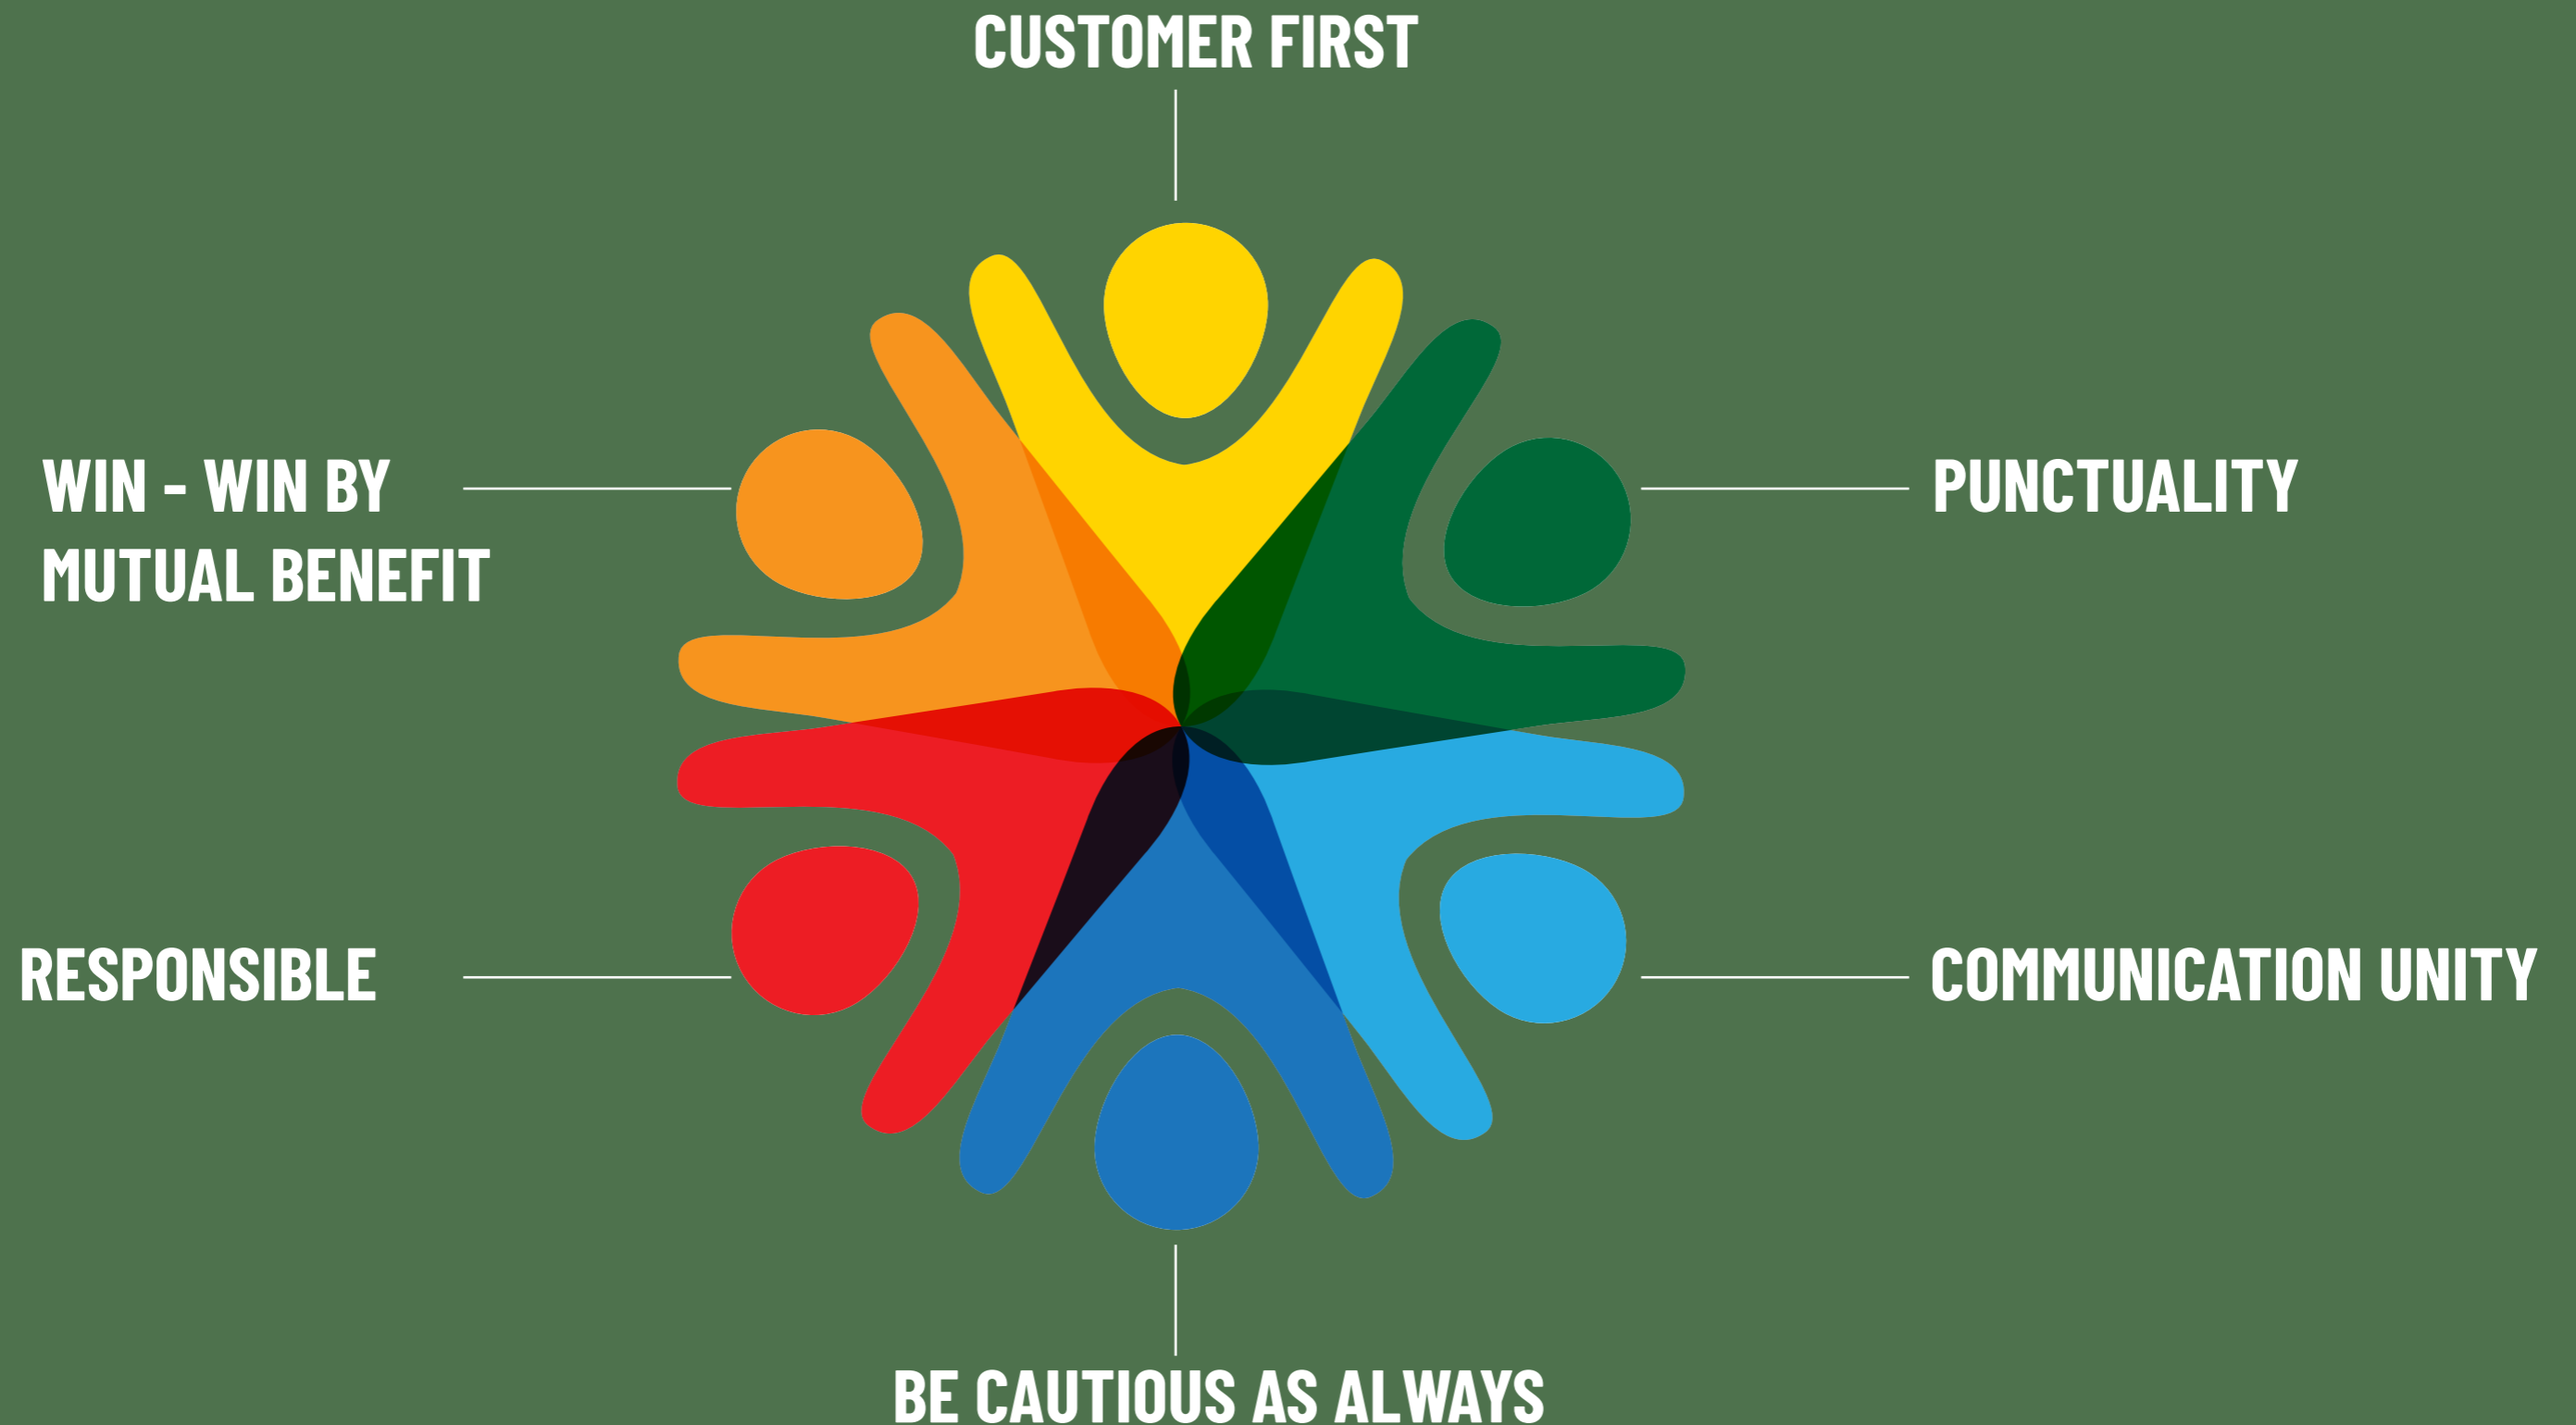 CUSTOMER FIRST
WIN - WIN BY
MUTUAL BENEFIT
PUNCTUALITY
RESPONSIBLE
COMMUNICATION UNITY
BE CAUTIOUS AS ALWAYS